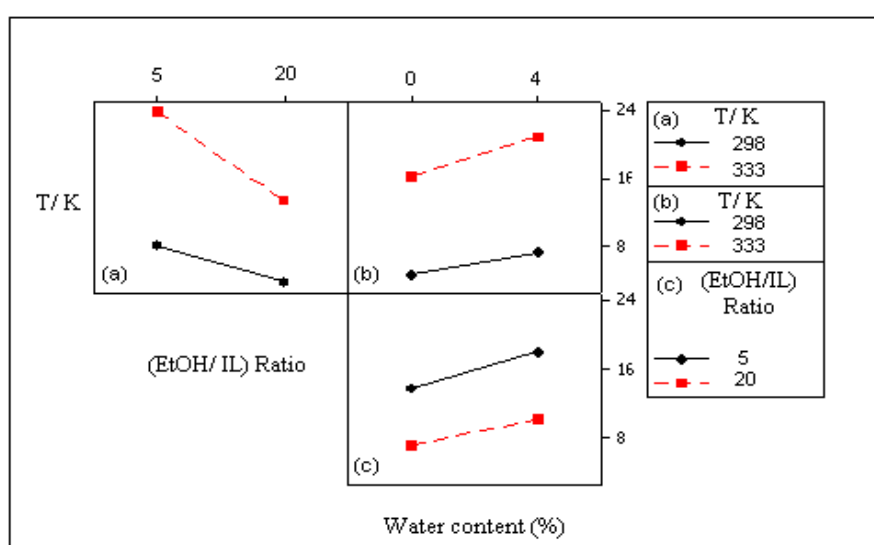 5 20 0 4
24
16
8
T/ K
(a)
(b)
(a) T/ K
298
333
(b) T/ K
298
333
(c) (EtOH/IL)
Ratio
5
20
24
16
8
(EtOH/ IL) Ratio
(c)
Water content (%)